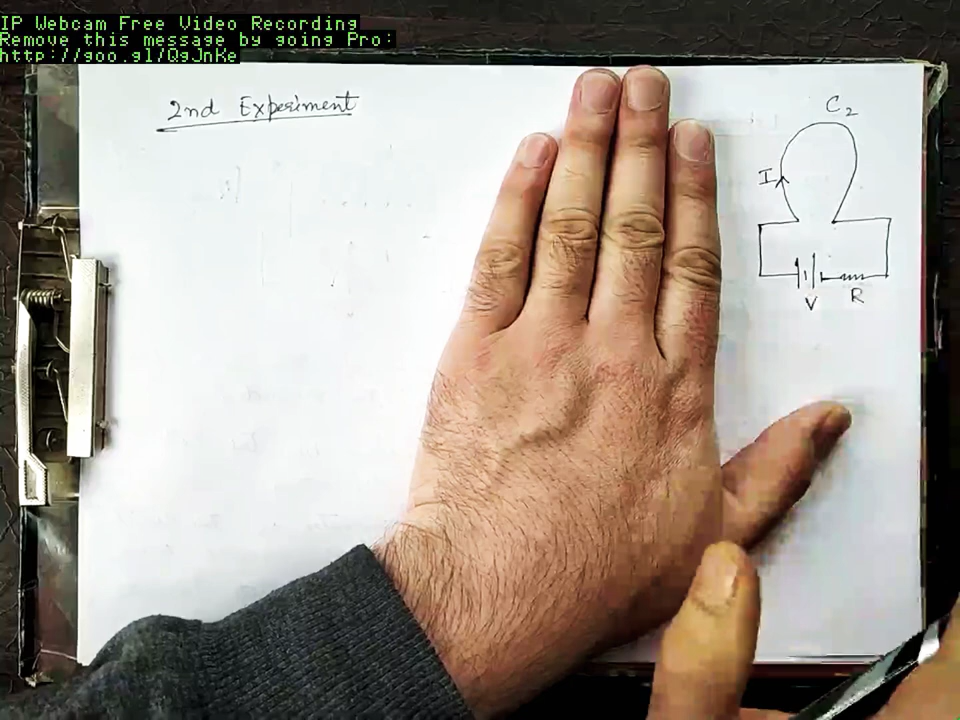 IP Webcam Free Video Recording
Remove this message by going Pro:
http://goo.gl/QgJnKe
2nd Experiment
C2
I
V
R